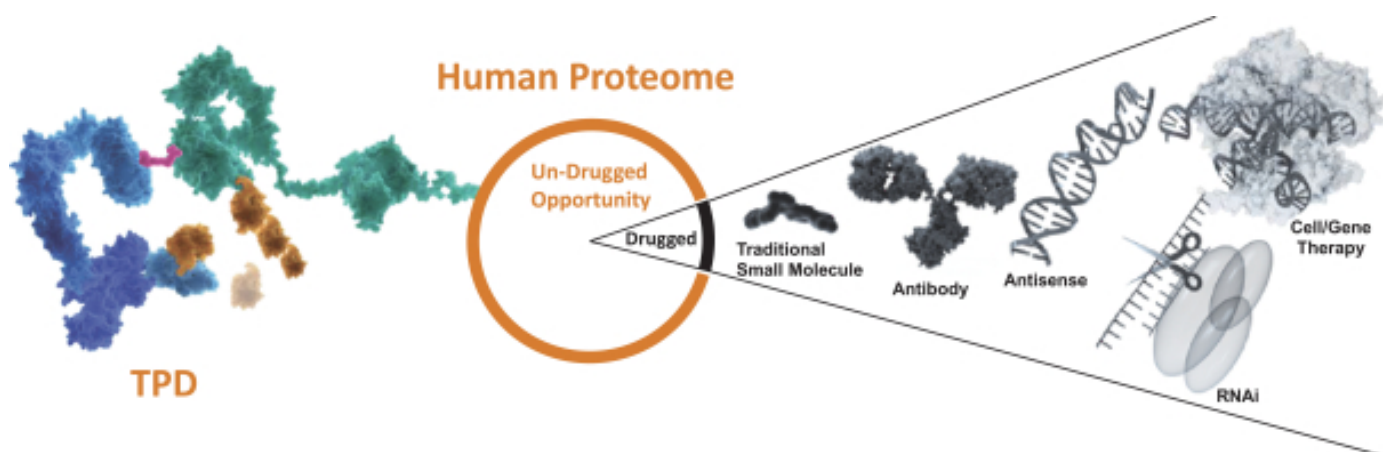 Human Proteome
Un-Drugged
Opportunity
Drugged
Traditional
Small Molecule
Antibody
Antisense
Cell/Gene
Therapy
RNAi
TPD